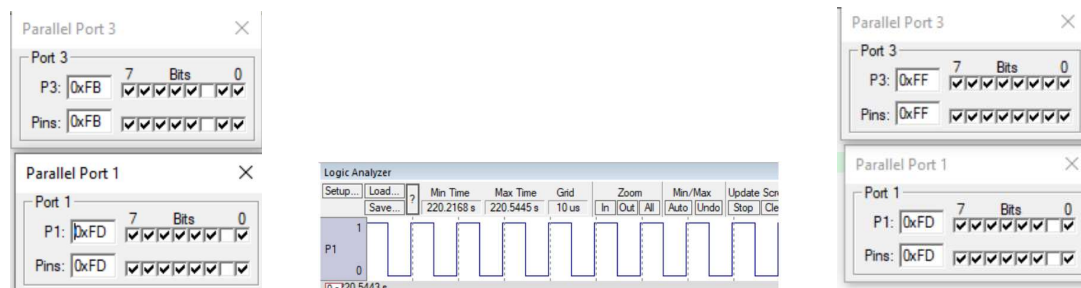 Parallel Port 3
Port 3
7 Bits 0
P3: 0xFB
Pins: 0xFB
Parallel Port 1
Port 1
7 Bits 0
P1: 0xFD
Pins: 0xFD
Logic Analyzer
Setup... Load... ? Min Time Max Time Grid Zoom Min/Max Update Scre
Save... 220.2168 s 220.5445 s 10 us In Out All Auto Undo Stop Cle
1
P1
0
220.5443 s
Parallel Port 3
Port 3
7 Bits 0
P3: 0xFF
Pins: 0xFF
Parallel Port 1
Port 1
7 Bits 0
P1: 0xFD
Pins: 0xFD